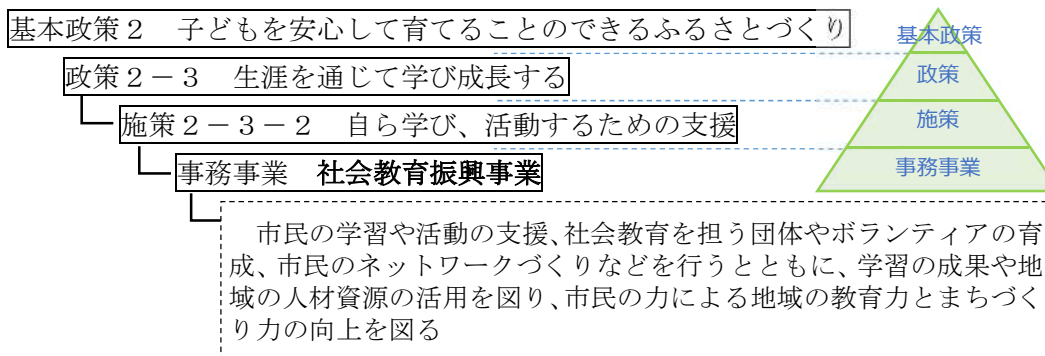 基本政策２　子どもを安心して育てることのできるふるさとづくり
政策２－３　生涯を通じて学び成長する
施策２－３－２　自ら学び、活動するための支援
事務事業　社会教育振興事業
市民の学習や活動の支援、社会教育を担う団体やボランティアの育
成、市民のネットワークづくりなどを行うとともに、学習の成果や地
域の人材資源の活用を図り、市民の力による地域の教育力とまちづく
り力の向上を図る
基本政策
政策
施策
事務事業